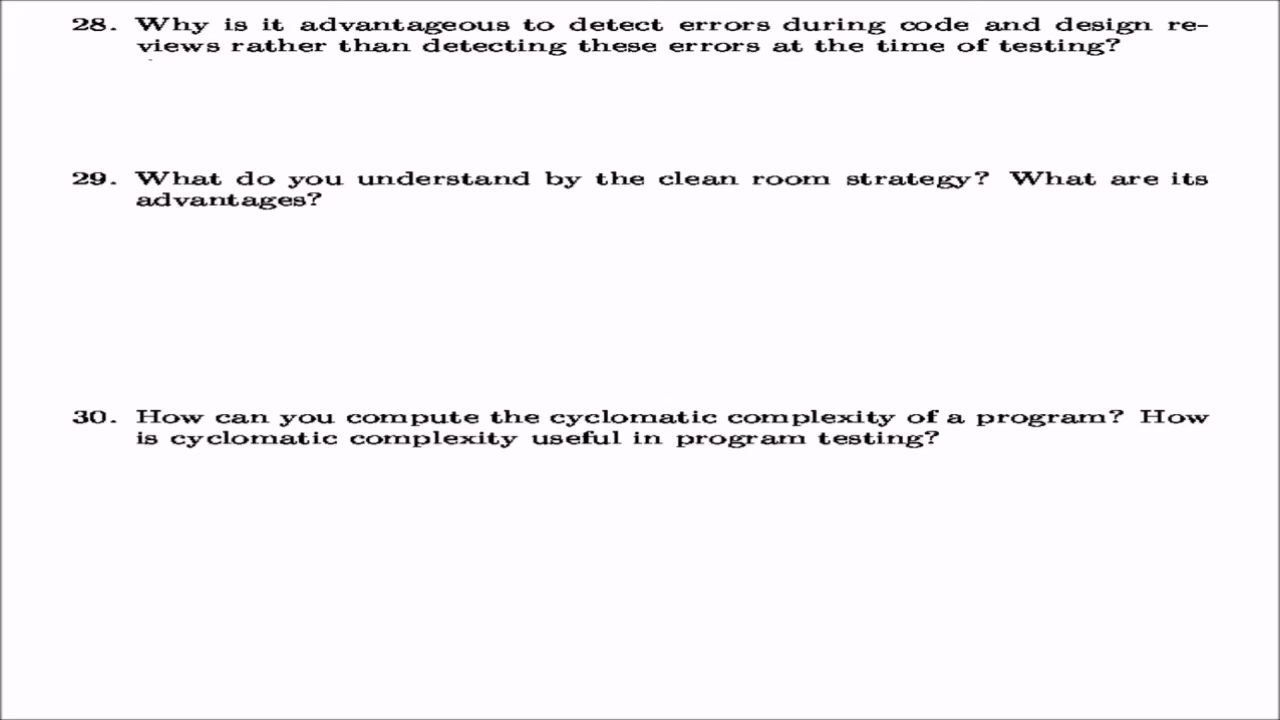 28. Why is it advantageous to detect errors during code and design re-
views rather than detecting these errors at the time of testing?
29. What do you understand by the clean room strategy? What are its
advantages?
30. How can you compute the cyclomatic complexity of a program? How
is cyclomatic complexity useful in program testing?